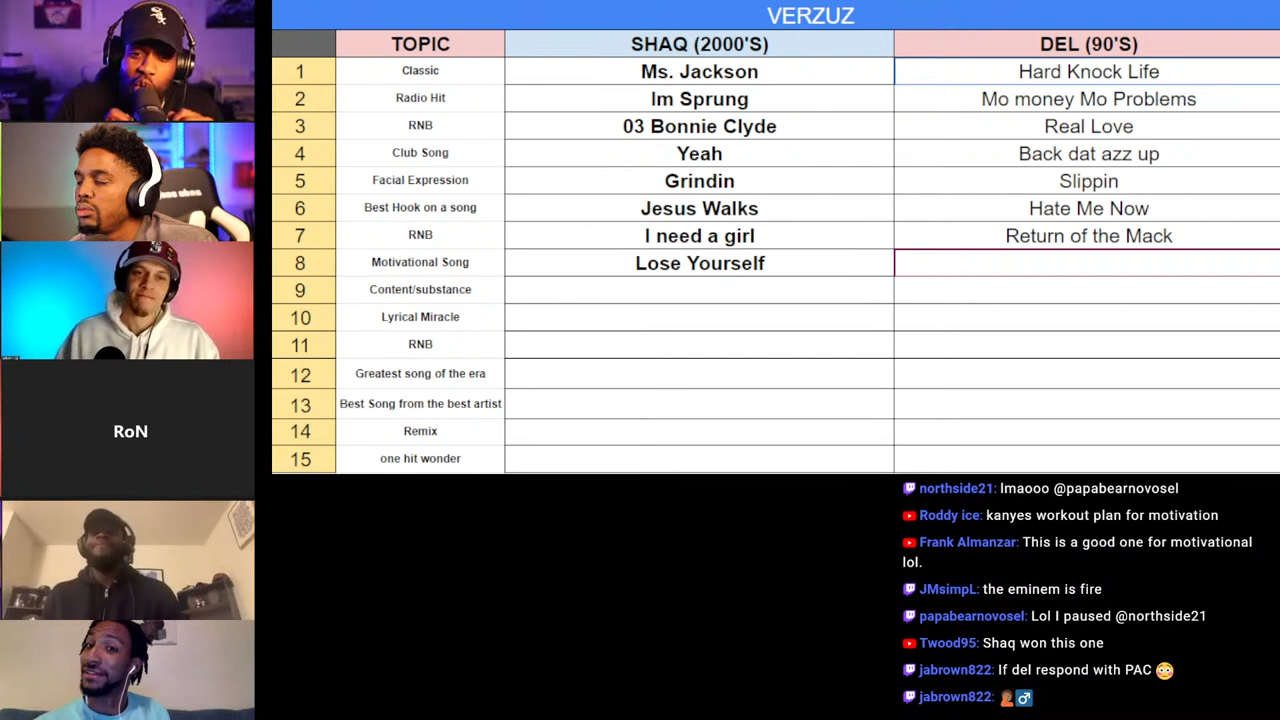 VERZUZ
TOPIC SHAQ (2000'S) DEL (90'S)
1 Classic Ms. Jackson Hard Knock Life
2 Radio Hit Im Sprung Mo money Mo Problems
3 RNB 03 Bonnie Clyde Real Love
4 Club Song Yeah Back dat azz up
5 Facial Expression Grindin Slippin
6 Best Hook on a song Jesus Walks Hate Me Now
7 RNB I need a girl Return of the Mack
8 Motivational Song Lose Yourself
9 Content/substance
10 Lyrical Miracle
11 RNB
12 Greatest song of the era
13 Best Song from the best artist
14 Remix
15 one hit wonder
RoN
northside21: lmaooo @papabearnovosel
Roddy ice: kanyes workout plan for motivation
Frank Almanzar: This is a good one for motivational
lol.
JMsimpL: the eminem is fire
papabearnovosel: Lol I paused @northside21
Twood95: Shaq won this one
jabrown822: If del respond with PAC 😳
jabrown822: